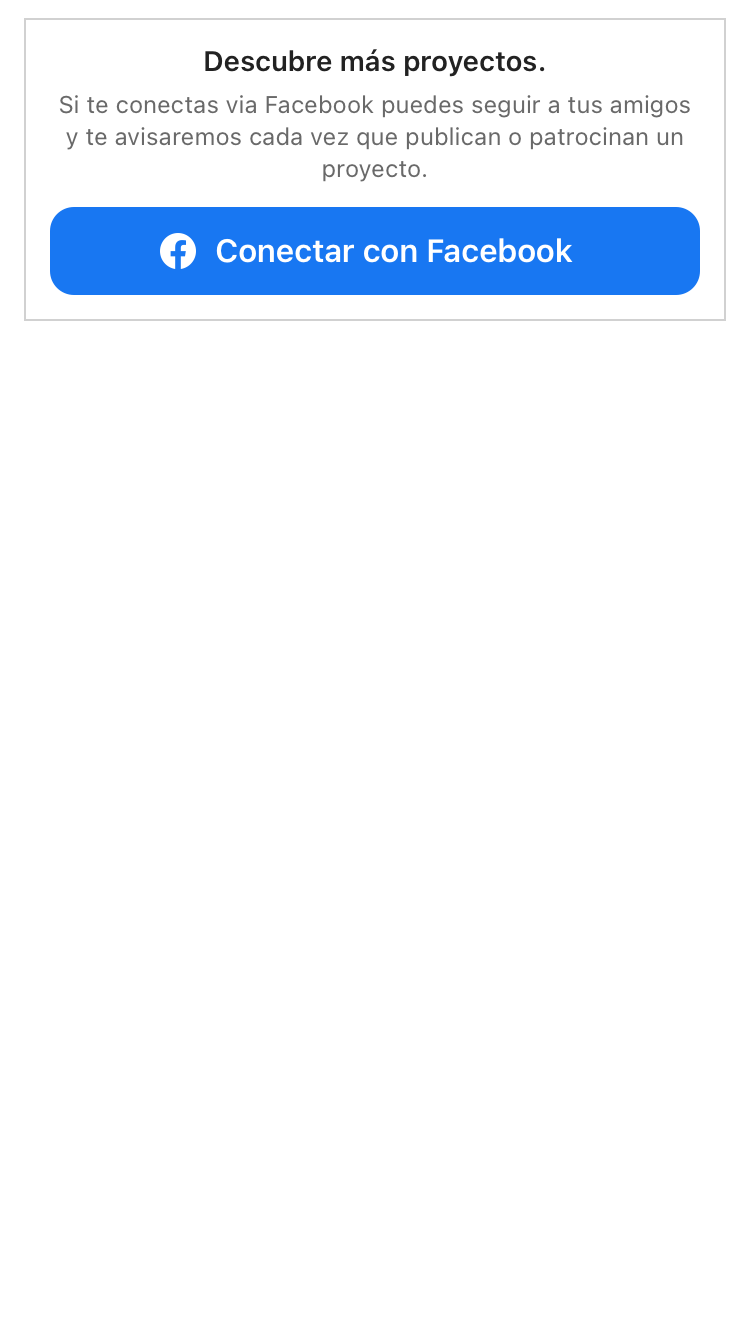 Descubre más proyectos.
Si te conectas via Facebook puedes seguir a tus amigos
y te avisaremos cada vez que publican o patrocinan un
proyecto.
Conectar con Facebook